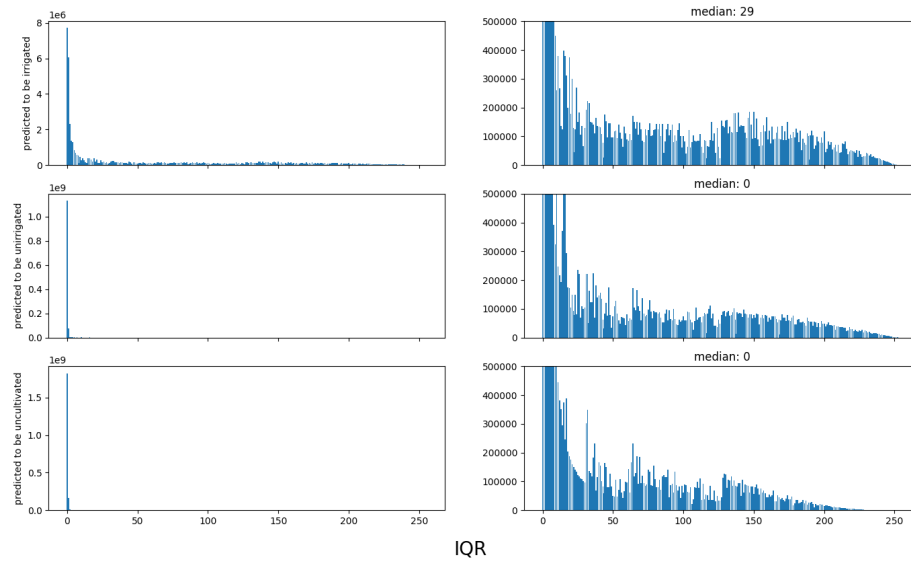 1e6
median: 29
predicted to be irrigated
8
6
4
2
0
500000
400000
300000
200000
100000
0
1e9
median: 0
predicted to be unirrigated
1.0
0.8
0.6
0.4
0.2
0.0
500000
400000
300000
200000
100000
0
1e9
median: 0
predicted to be uncultivated
1.5
1.0
0.5
0.0
500000
400000
300000
200000
100000
0
0 50 100 150 200 250
0 50 100 150 200 250
IQR